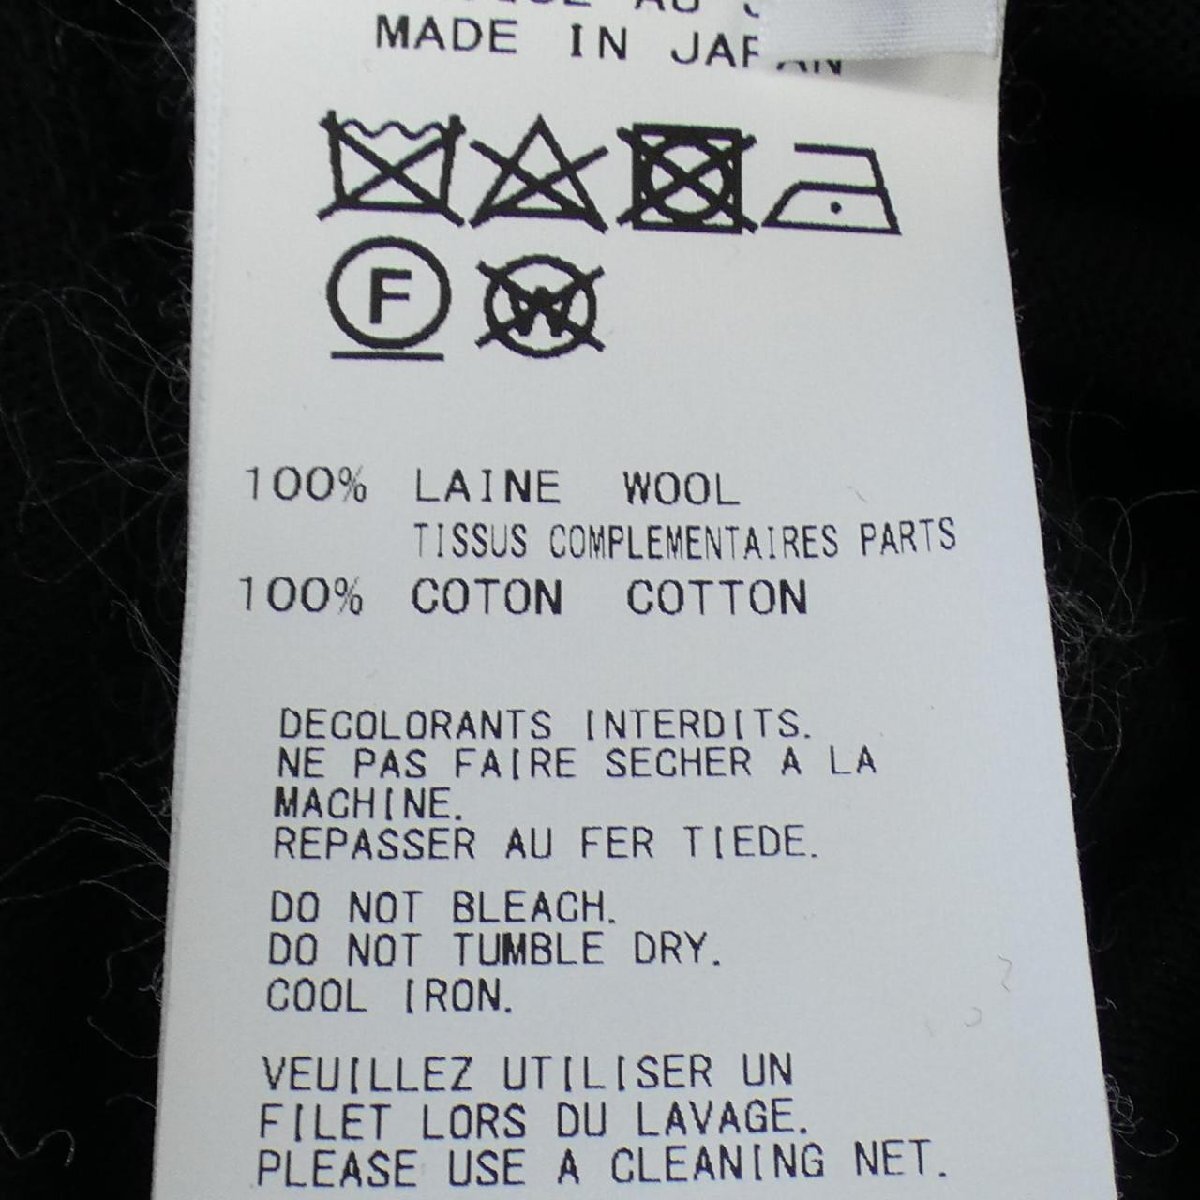 MADE IN JAPAN
F W
100% LAINE WOOL
TISSUS COMPLEMENTAIRES PARTS
100% COTON COTTON
DECOLORANTS INTERDITS.
NE PAS FAIRE SECHER A LA
MACHINE.
REPASSER AU FER TIEDE.
DO NOT BLEACH.
DO NOT TUMBLE DRY.
COOL IRON.
VEUILLEZ UTILISER UN
FILET LORS DU LAVAGE.
PLEASE USE A CLEANING NET.